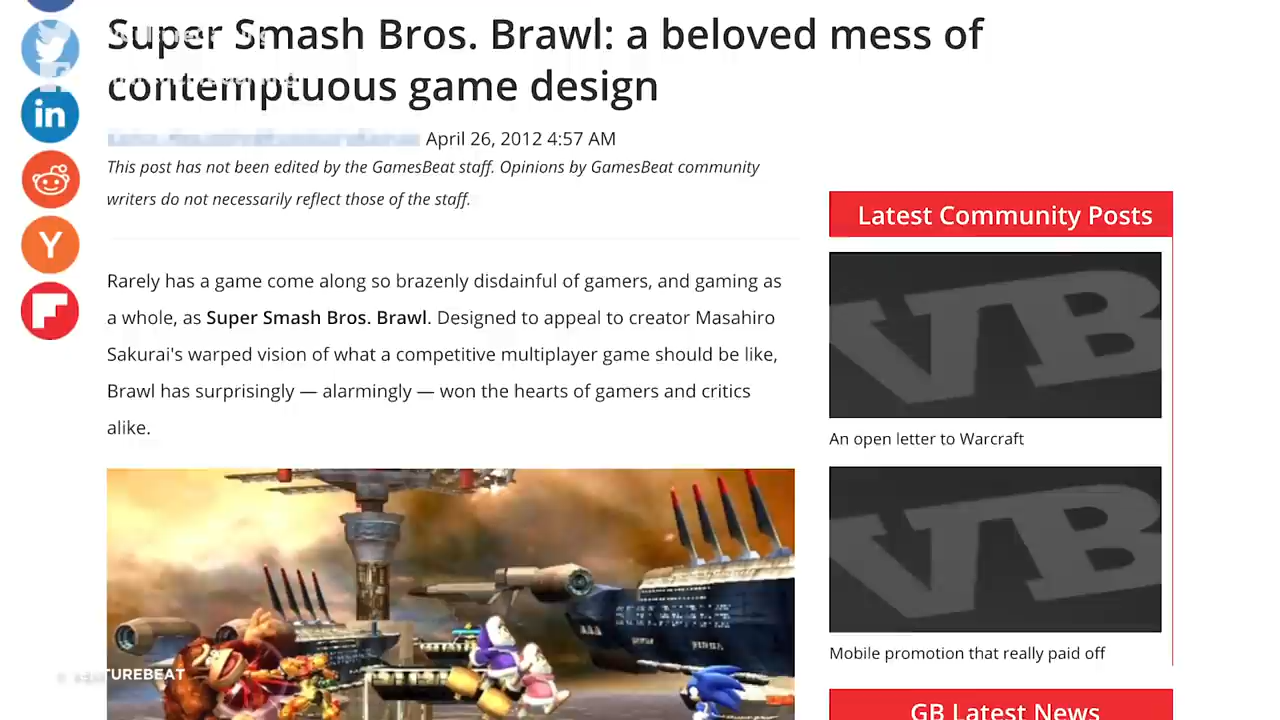 Super Smash Bros. Brawl: a beloved mess of
contemptuous game design
April 26, 2012 4:57 AM
This post has not been edited by the GamesBeat staff. Opinions by GamesBeat community
writers do not necessarily reflect those of the staff.
Rarely has a game come along so brazenly disdainful of gamers, and gaming as
a whole, as Super Smash Bros. Brawl. Designed to appeal to creator Masahiro
Sakurai's warped vision of what a competitive multiplayer game should be like,
Brawl has surprisingly — alarmingly — won the hearts of gamers and critics
alike.
in
Y
Latest Community Posts
VB
An open letter to Warcraft
VB
Mobile promotion that really paid off
GB Latest News